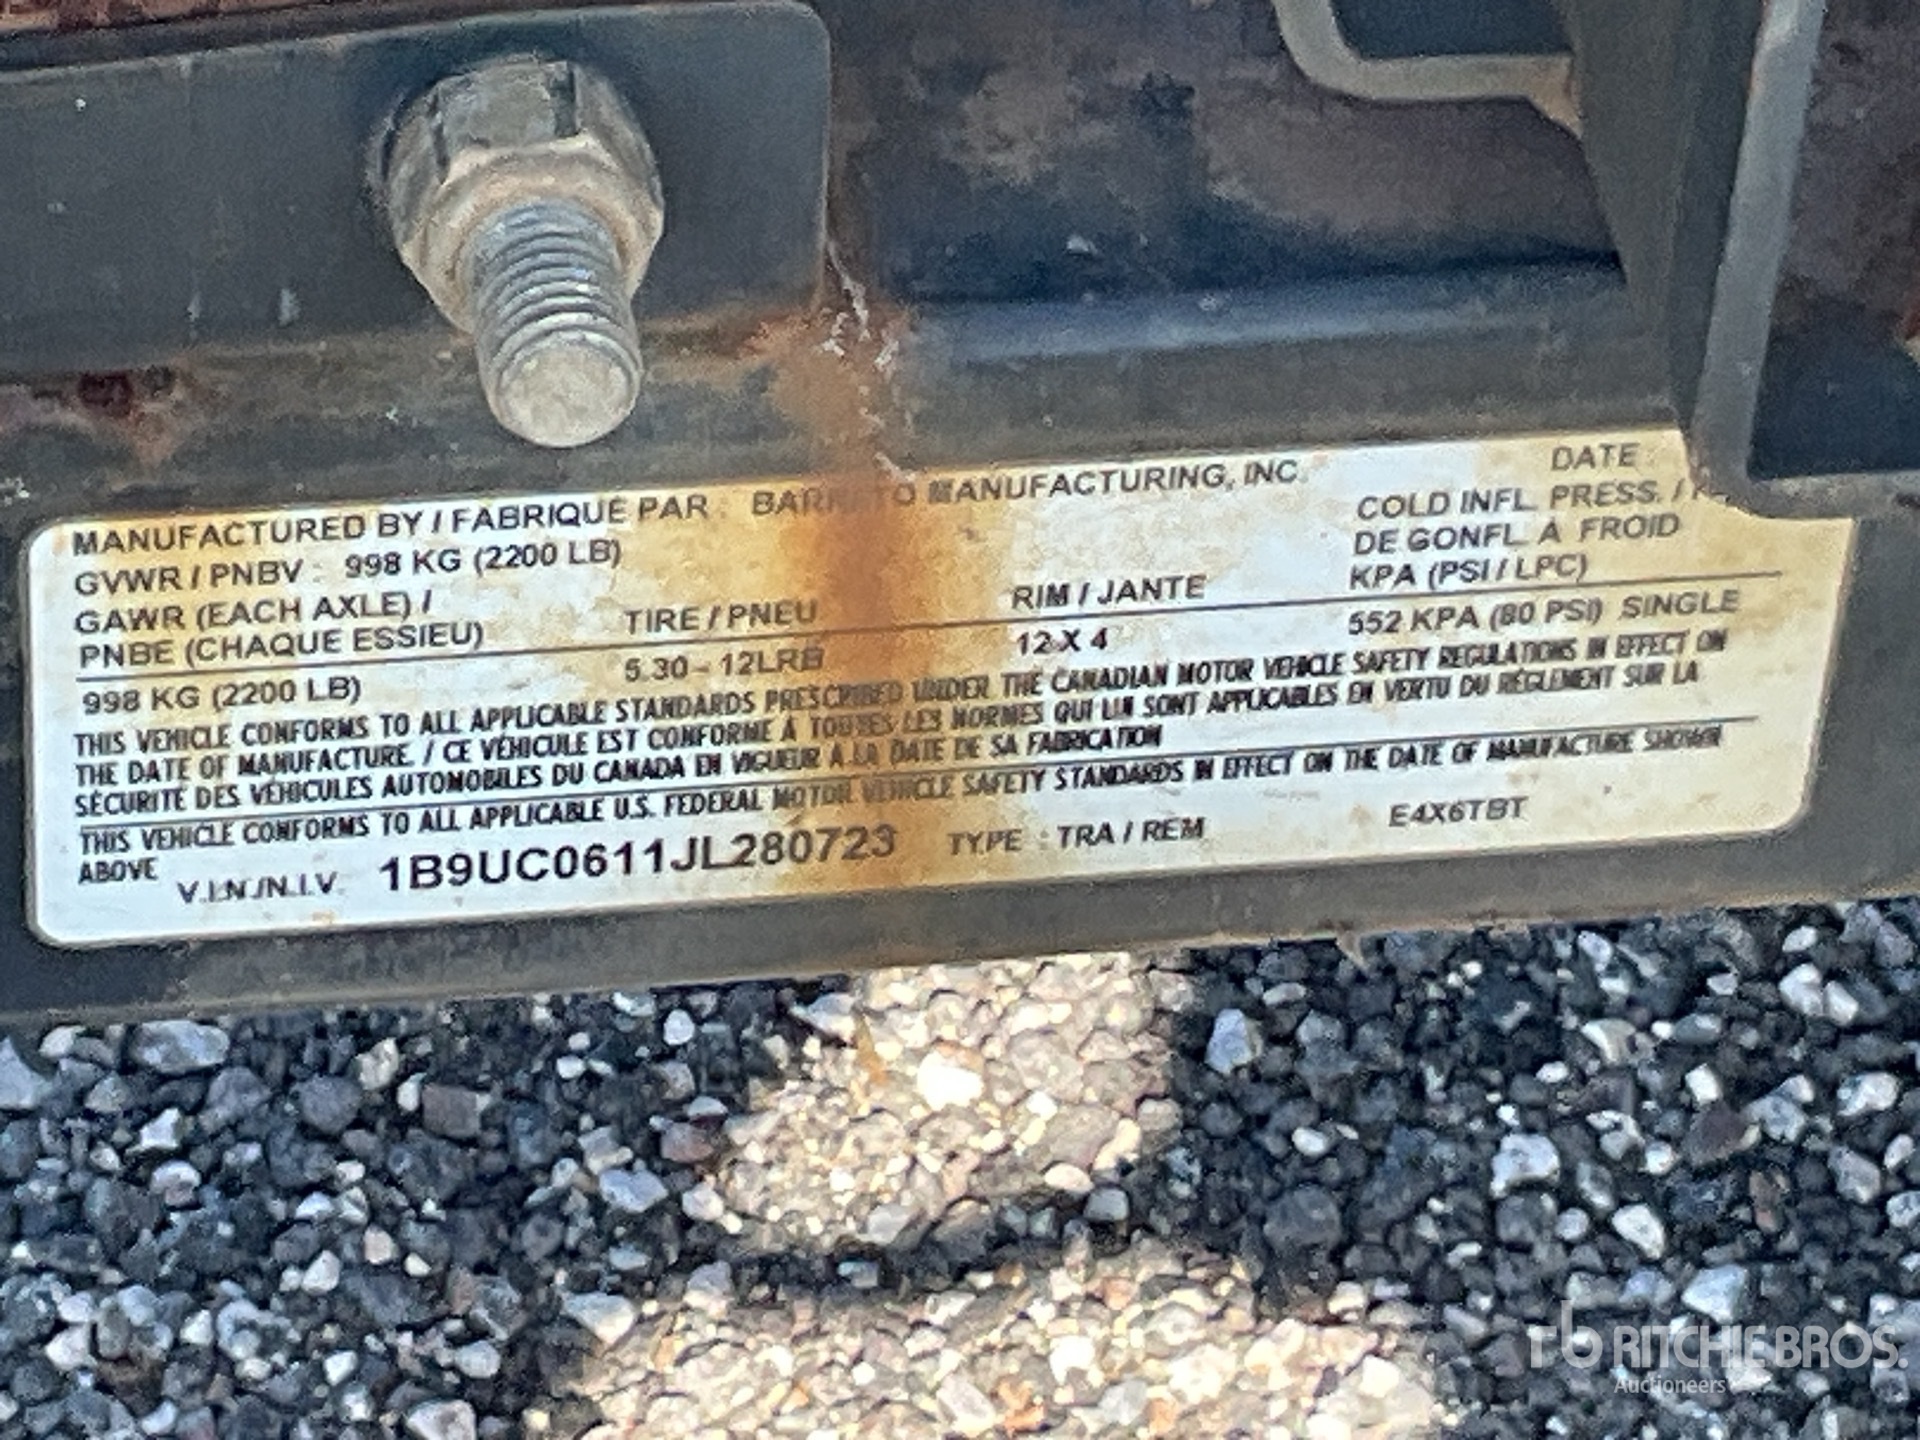 MANUFACTURED BY / FABRIQUÉ PAR : MANUFACTURING, INC. DATE :
GVWR / PNBV : 998 KG (2200 LB) COLD INFL. PRESS. /
GAWR (EACH AXLE) / DE GONFL. À FROID
PNBE (CHAQUE ESSIEU) TIRE / PNEU RIM / JANTE KPA (PSI / LPC)
998 KG (2200 LB) 5.30 - 12LRB 12 X 4 552 KPA (80 PSI) SINGLE
THIS VEHICLE CONFORMS TO ALL APPLICABLE STANDARDS PRESCRIBED UNDER THE CANADIAN MOTOR VEHICLE SAFETY REGULATIONS IN EFFECT ON
THE DATE OF MANUFACTURE. / CE VÉHICULE EST CONFORME À TOUTES LES NORMES QUI LUI SONT APPLICABLES EN VERTU DU RÉGLEMENT SUR LA
SÉCURITÉ DES VÉHICULES AUTOMOBILES DU CANADA EN VIGUEUR A LA DATE DE SA FABRICATION
THIS VEHICLE CONFORMS TO ALL APPLICABLE U.S. FEDERAL MOTOR VEHICLE SAFETY STANDARDS IN EFFECT ON THE DATE OF MANUFACTURE SHOWN
ABOVE
V.I.N./N.I.V. 1B9UC0611JL280723 TYPE : TRA / REM E4X6TBT
rb RITCHIE BROS.
Auctioneers